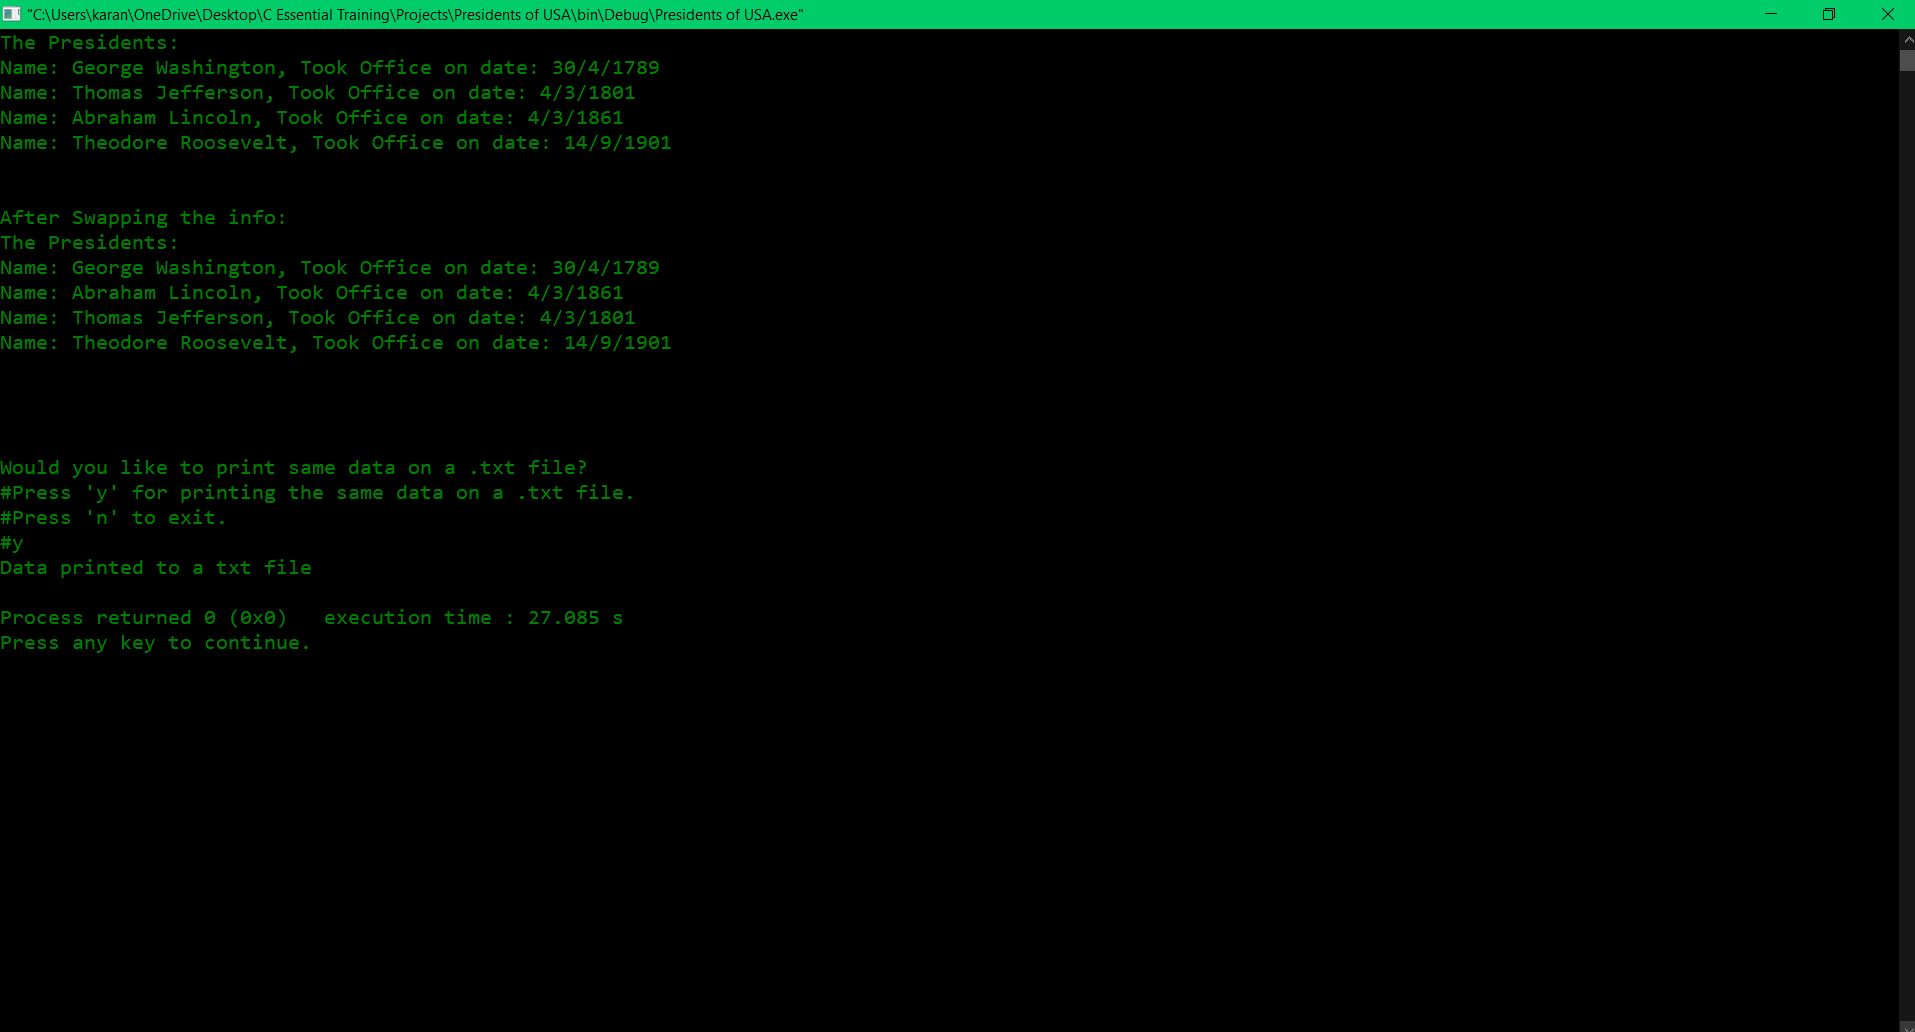 "C:\Users\karan\OneDrive\Desktop\C Essential Training\Projects\Presidents of USA\bin\Debug\Presidents of USA.exe"
The Presidents:
Name: George Washington, Took Office on date: 30/4/1789
Name: Thomas Jefferson, Took Office on date: 4/3/1801
Name: Abraham Lincoln, Took Office on date: 4/3/1861
Name: Theodore Roosevelt, Took Office on date: 14/9/1901
After Swapping the info:
The Presidents:
Name: George Washington, Took Office on date: 30/4/1789
Name: Abraham Lincoln, Took Office on date: 4/3/1861
Name: Thomas Jefferson, Took Office on date: 4/3/1801
Name: Theodore Roosevelt, Took Office on date: 14/9/1901
Would you like to print same data on a .txt file?
#Press 'y' for printing the same data on a .txt file.
#Press 'n' to exit.
#y
Data printed to a txt file
Process returned 0 (0x0)   execution time : 27.085 s
Press any key to continue.